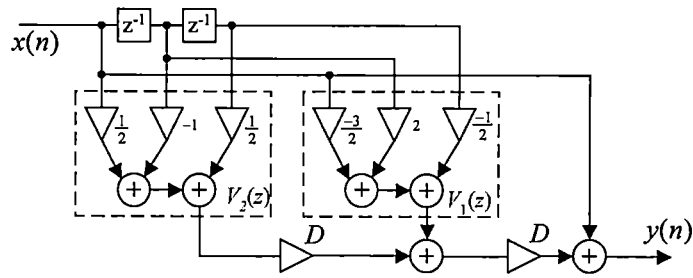 z⁻¹ z⁻¹
x(n)
1/2 -1 1/2 -3/2 2 -1/2
V₂(z) V₁(z)
D D y(n)